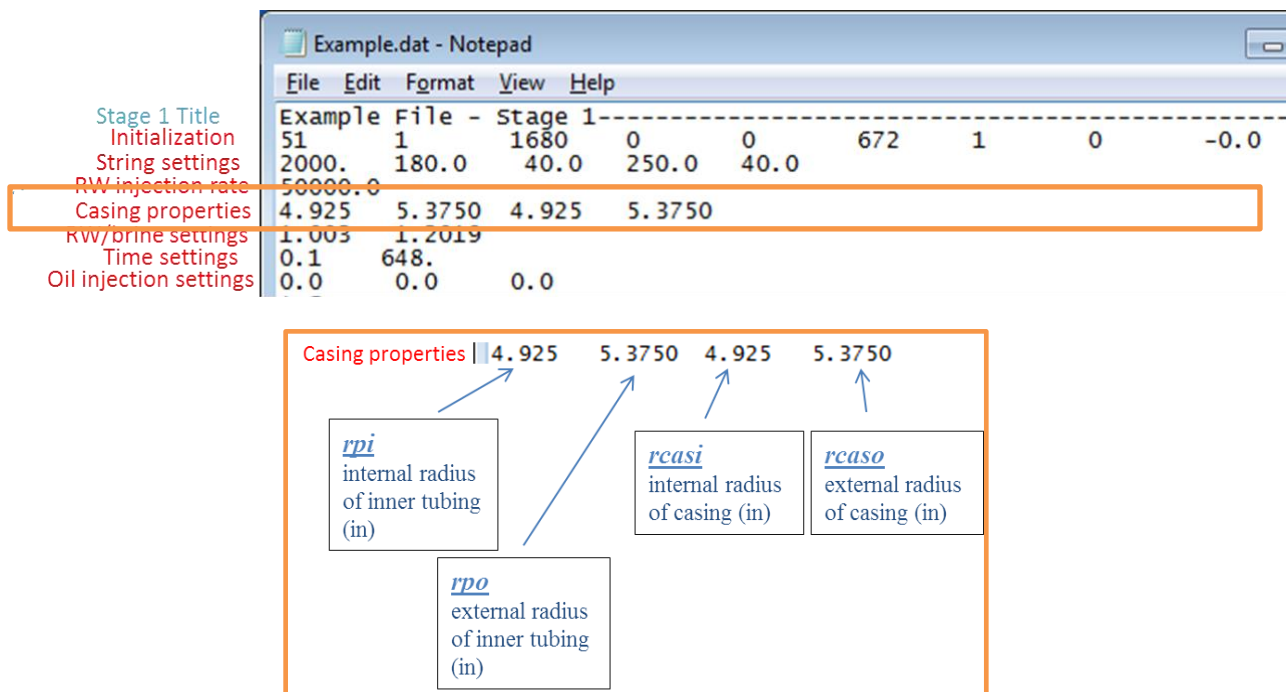 Example.dat - Notepad
File Edit Format View Help
Stage 1 Title Example File - Stage 1----------------------------------------------------------
Initialization 51 1 1680 0 0 672 1 0 -0.0
String settings 2000. 180.0 40.0 250.0 40.0
RW injection rate 50000.0
Casing properties 4.925 5.3750 4.925 5.3750
RW/brine settings 1.003 1.2019
Time settings 0.1 648.
Oil injection settings 0.0 0.0 0.0
Casing properties 4.925 5.3750 4.925 5.3750
rpi
internal radius
of inner tubing
(in)
rcasi
internal radius
of casing (in)
rcaso
external radius
of casing (in)
rpo
external radius
of inner tubing
(in)